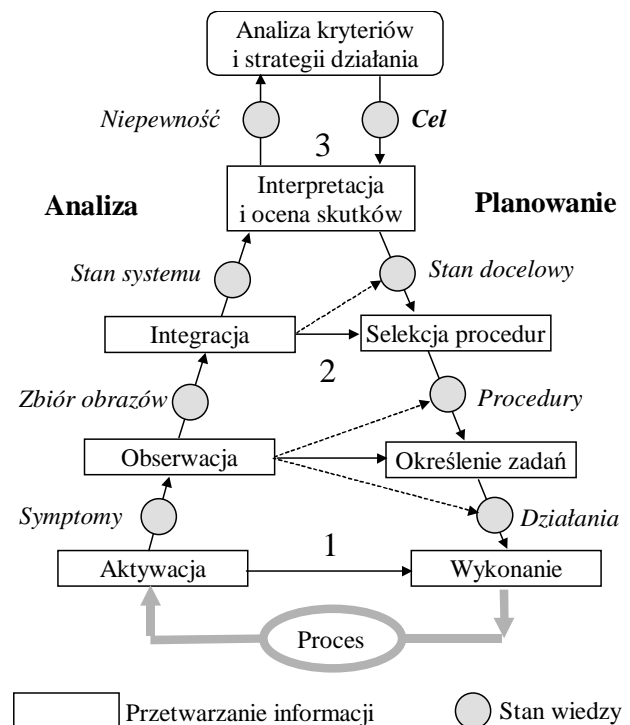 Analiza kryteriów
i strategii działania
Niepewność
Cel
3
Interpretacja
i ocena skutków
Analiza
Planowanie
Stan systemu
Stan docelowy
Integracja
Selekcja procedur
2
Zbiór obrazów
Procedury
Obserwacja
Określenie zadań
Symptomy
Działania
1
Aktywacja
Wykonanie
Proces
Przetwarzanie informacji
Stan wiedzy